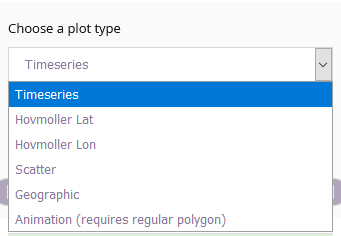 Choose a plot type
Timeseries
Timeseries
Hovmoller Lat
Hovmoller Lon
Scatter
Geographic
Animation (requires regular polygon)